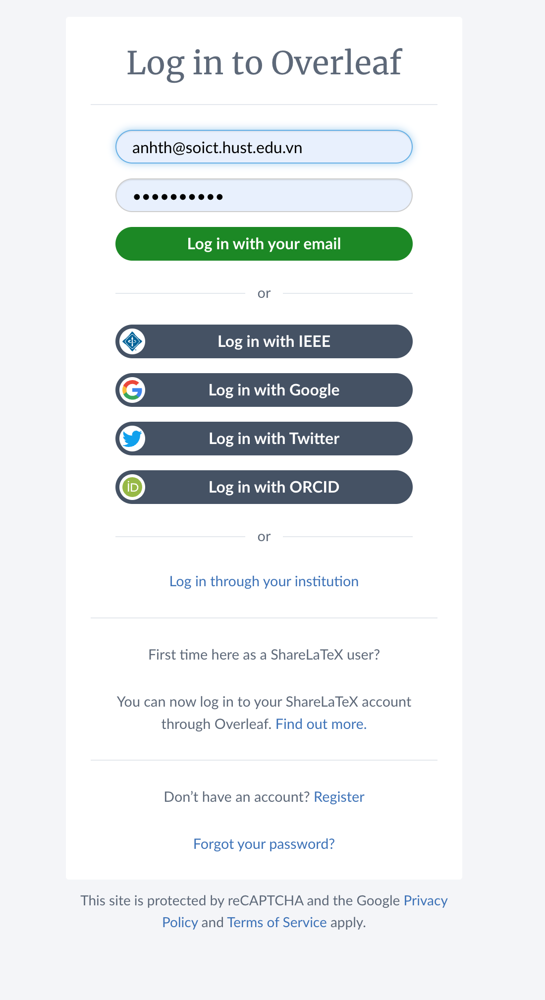 Log in to Overleaf
anhth@soict.hust.edu.vn
••••••••••
Log in with your email
or
Log in with IEEE
Log in with Google
Log in with Twitter
iD
Log in with ORCID
or
Log in through your institution
First time here as a ShareLaTeX user?
You can now log in to your ShareLaTeX account
through Overleaf. Find out more.
Don’t have an account? Register
Forgot your password?
This site is protected by reCAPTCHA and the Google Privacy
Policy and Terms of Service apply.